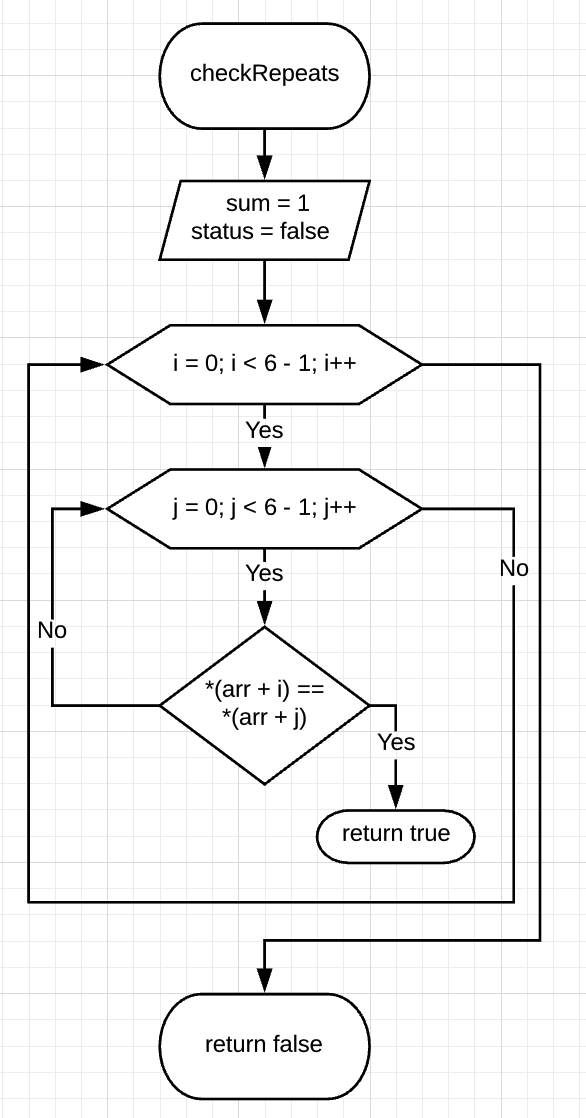 checkRepeats
sum = 1
status = false
i = 0; i < 6 - 1; i++
Yes
j = 0; j < 6 - 1; j++
Yes
No
No
*(arr + i) ==
*(arr + j)
Yes
return true
return false